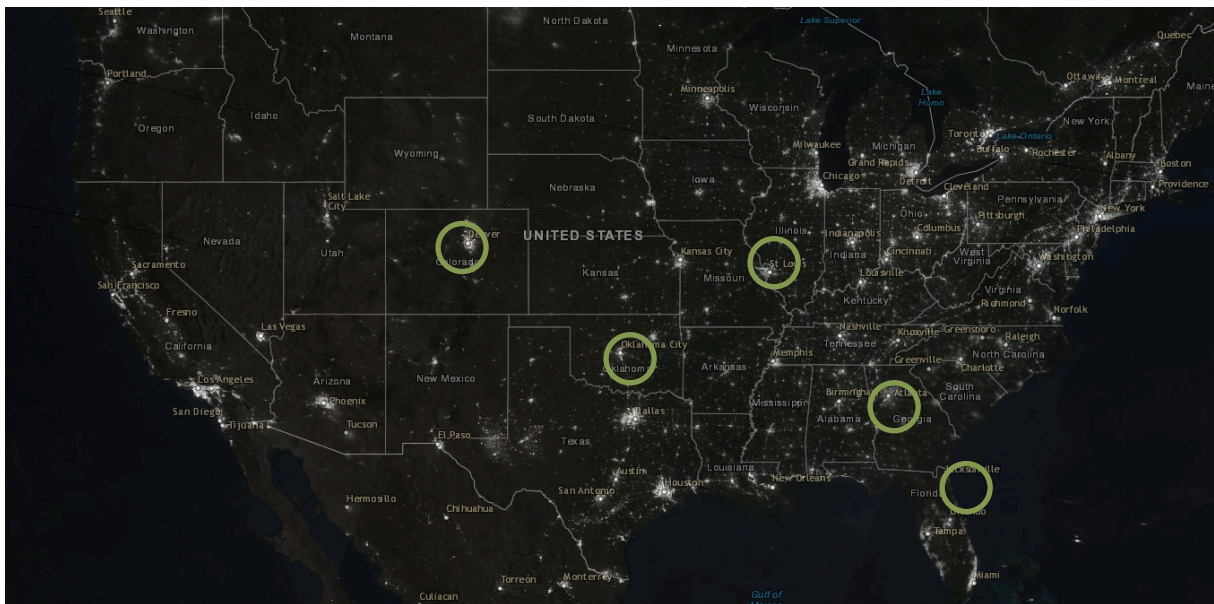 Seattle
Washington
Montana
North Dakota
Lake Superior
Quebec
Minnesota
Portland
Ottawa
Montreal
Minneapolis
Lake
Huron
Maine
Wisconsin
Oregon
Idaho
South Dakota
New York
Toronto
Lake Ontario
Milwaukee
Michigan
Buffalo
Rochester
Albany
Boston
Wyoming
Grand Rapids
Chicago
Detroit
Cleveland
Providence
Iowa
Nebraska
Salt Lake
City
Pennsylvania
New York
Ohio
Pittsburgh
Philadelphia
Denver
UNITED STATES
Illinois
Indianapolis
Columbus
Nevada
Utah
Colorado
Kansas City
Indiana
Cincinnati
West
Virginia
Washington
Sacramento
Kansas
Missouri
St Louis
Louisville
San Francisco
Virginia
Richmond
Kentucky
Norfolk
Fresno
Las Vegas
Nashville
Knoxville
Greensboro
Raleigh
California
Oklahoma City
Tennessee
Memphis
Greenville
North Carolina
Charlotte
Oklahoma
Arkansas
Los Angeles
Arizona
New Mexico
South
Carolina
Birmingham
Atlanta
Phoenix
Mississippi
Alabama
Georgia
San Diego
Tijuana
Tucson
Dallas
El Paso
Texas
Louisiana
Jacksonville
Austin
New Orleans
Houston
San Antonio
Florida
Hermosillo
Chihuahua
Orlando
Tampa
Torreón
Monterrey
Miami
Culiacan
Gulf of